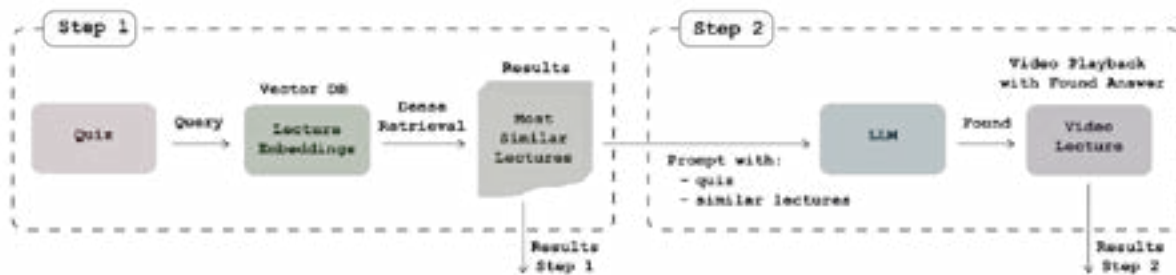 Step 1
Quiz
Query
Vector DB
Lecture
Embeddings
Dense
Retrieval
Results
Most
Similar
Lectures
Results
Step 1
Step 2
Prompt with:
- quiz
- similar lectures
LLM
Found
Video Playback
with Found Answer
Video
Lecture
Results
Step 2